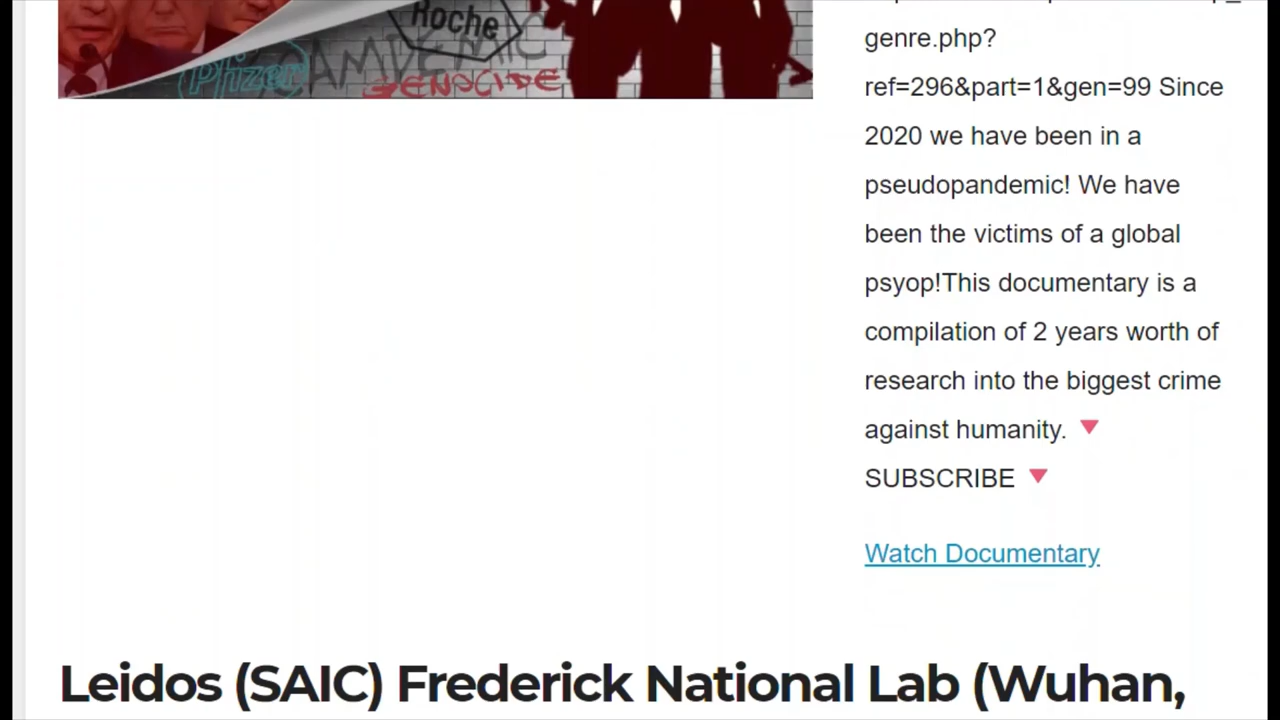 Roche
Pfizer
GENOCIDE
genre.php?
ref=296&part=1&gen=99 Since
2020 we have been in a
pseudopandemic! We have
been the victims of a global
psyop!This documentary is a
compilation of 2 years worth of
research into the biggest crime
against humanity. 🔻
SUBSCRIBE 🔻
Watch Documentary
Leidos (SAIC) Frederick National Lab (Wuhan,